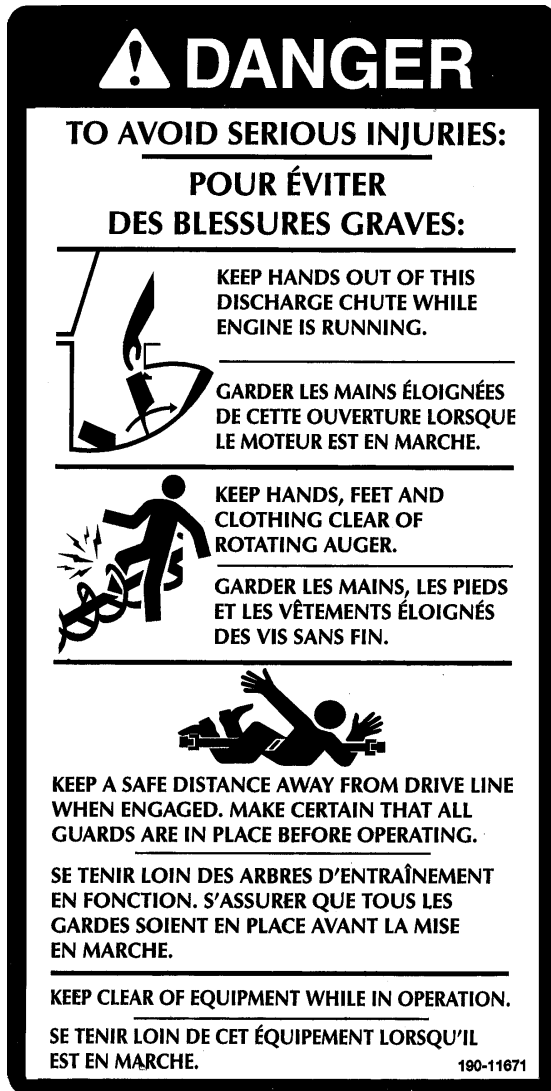 DANGER
TO AVOID SERIOUS INJURIES:
POUR ÉVITER
DES BLESSURES GRAVES:
KEEP HANDS OUT OF THIS
DISCHARGE CHUTE WHILE
ENGINE IS RUNNING.
GARDER LES MAINS ÉLOIGNÉES
DE CETTE OUVERTURE LORSQUE
LE MOTEUR EST EN MARCHE.
KEEP HANDS, FEET AND
CLOTHING CLEAR OF
ROTATING AUGER.
GARDER LES MAINS, LES PIEDS
ET LES VÊTEMENTS ÉLOIGNÉS
DES VIS SANS FIN.
KEEP A SAFE DISTANCE AWAY FROM DRIVE LINE
WHEN ENGAGED. MAKE CERTAIN THAT ALL
GUARDS ARE IN PLACE BEFORE OPERATING.
SE TENIR LOIN DES ARBRES D'ENTRAÎNEMENT
EN FONCTION. S'ASSURER QUE TOUS LES
GARDES SOIENT EN PLACE AVANT LA MISE
EN MARCHE.
KEEP CLEAR OF EQUIPMENT WHILE IN OPERATION.
SE TENIR LOIN DE CET ÉQUIPEMENT LORSQU'IL
EST EN MARCHE.
190-11671